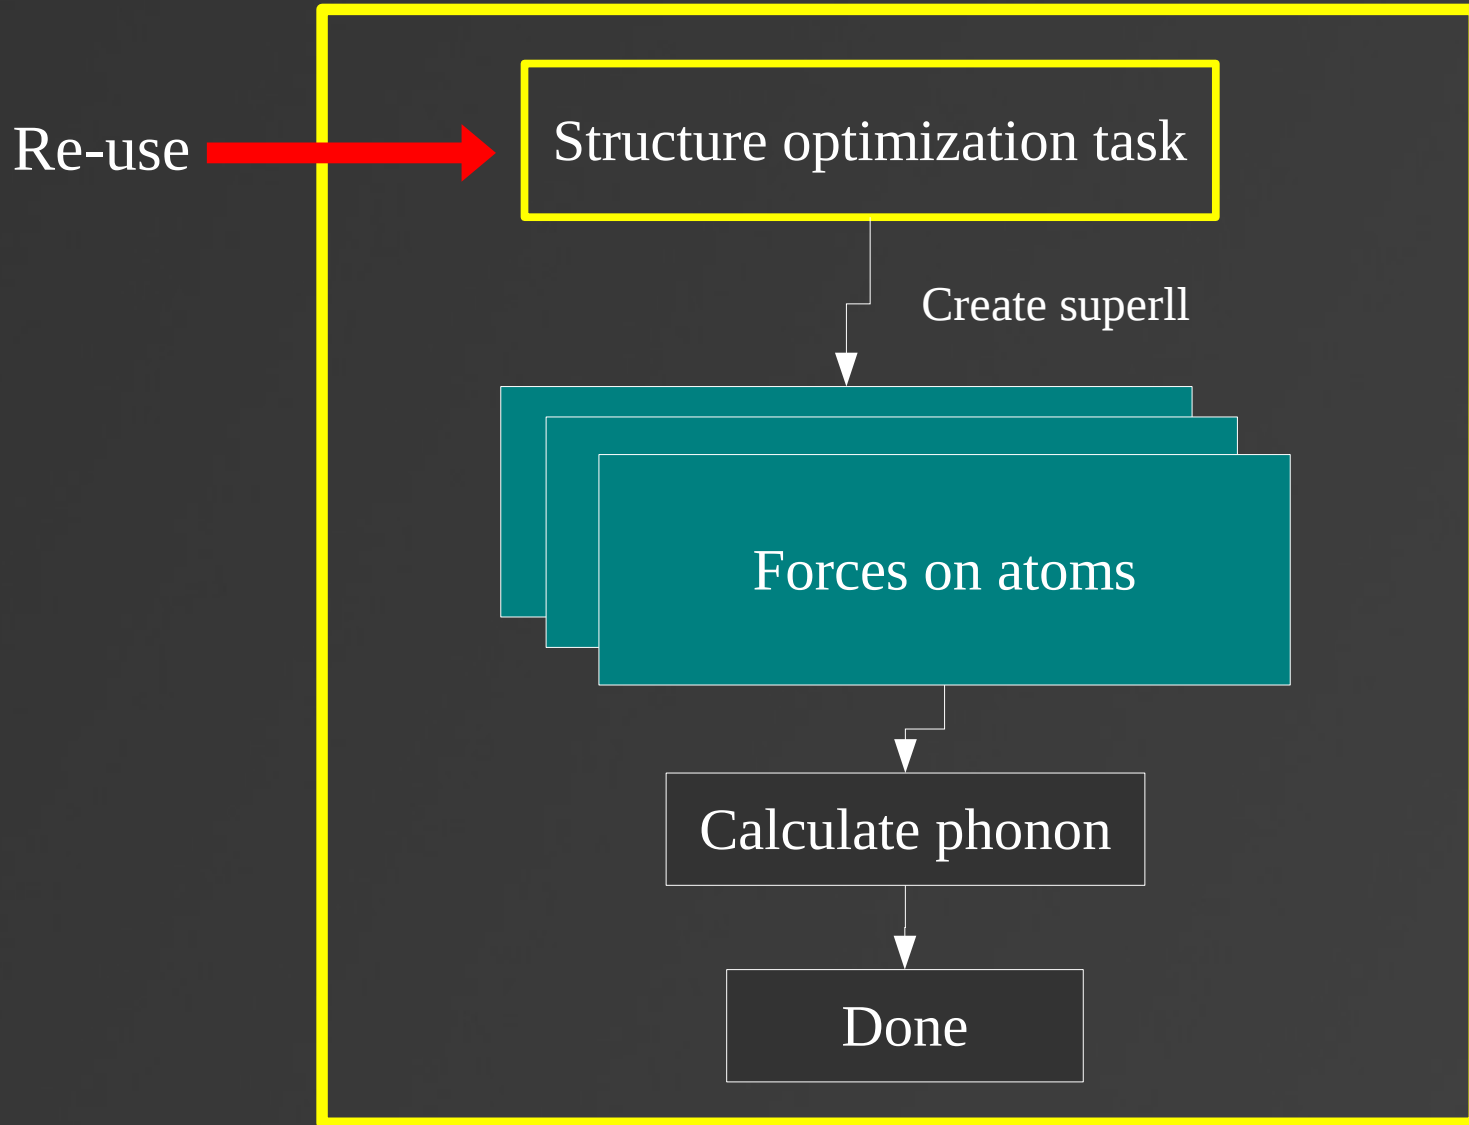 Re-use
Structure optimization task
Create superll
Forces on atoms
Calculate phonon
Done